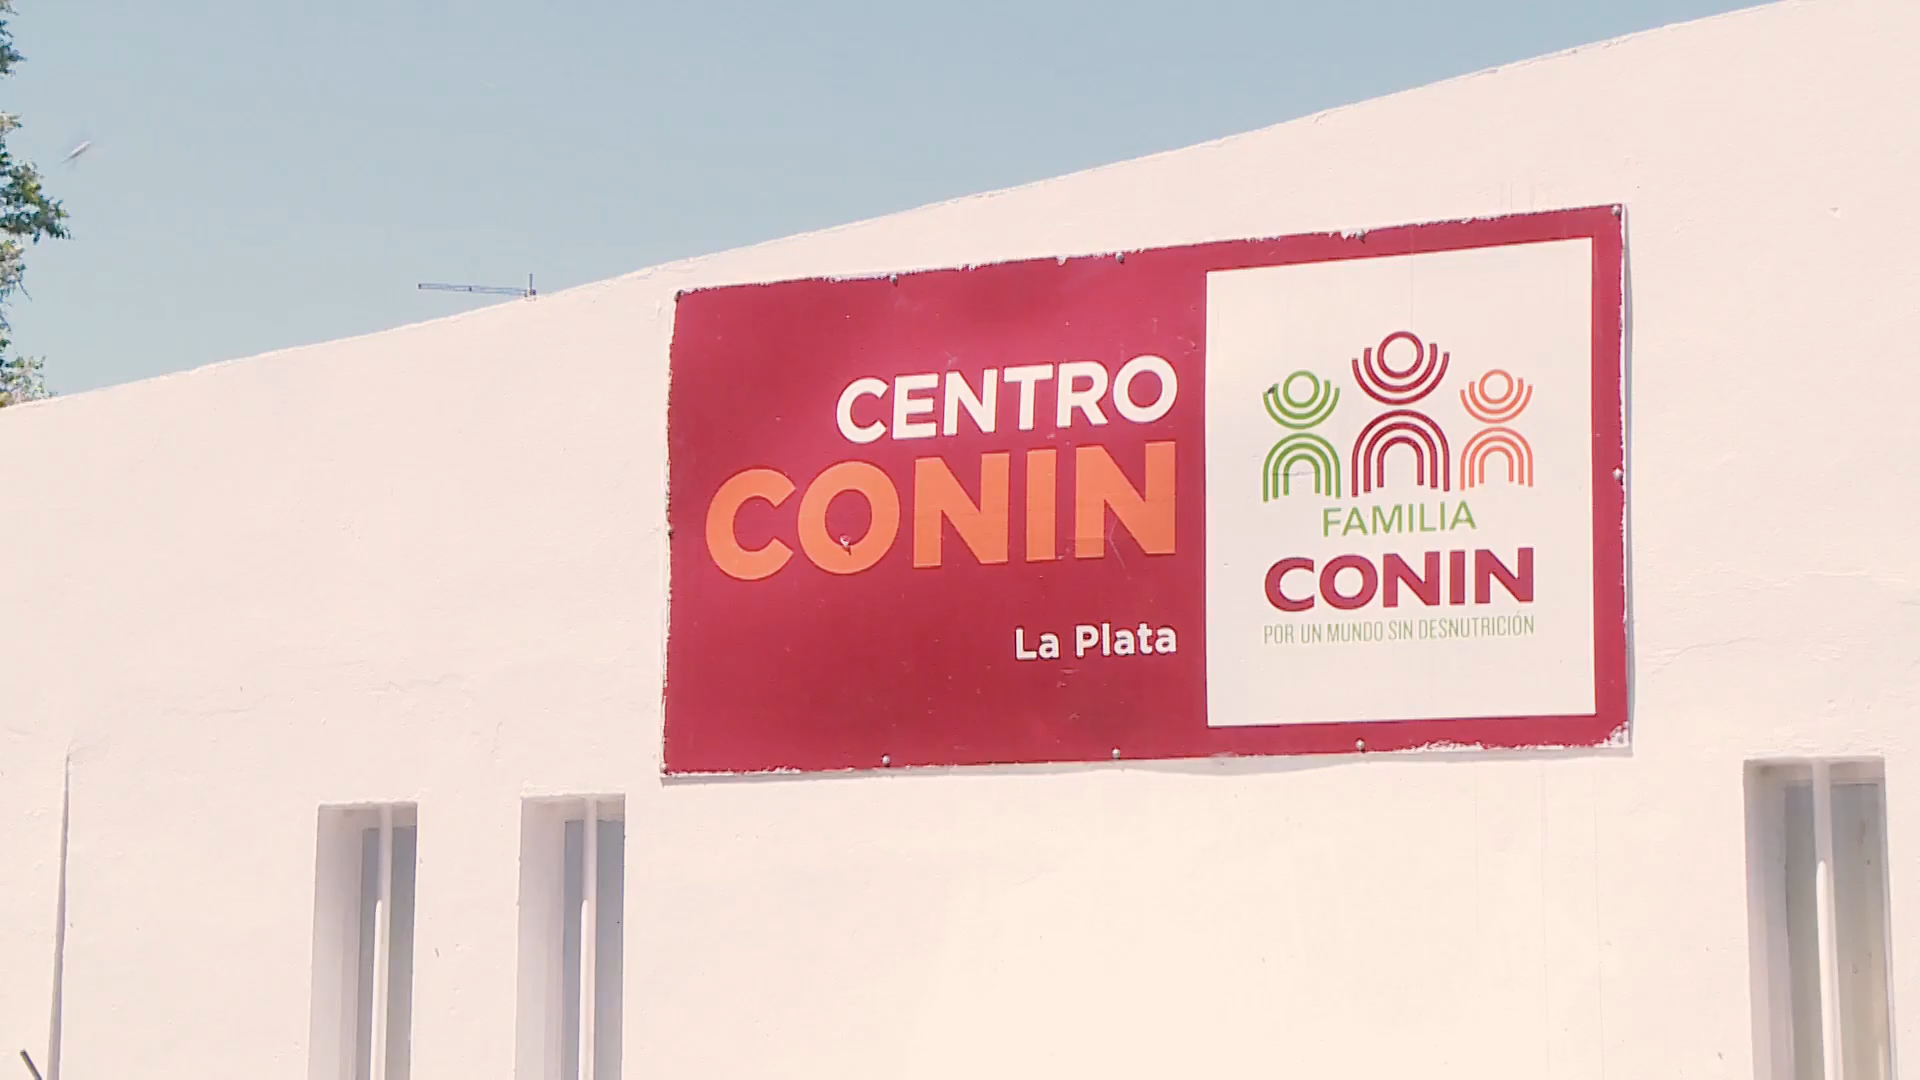 CENTRO
CONIN
La Plata
FAMILIA
CONIN
POR UN MUNDO SIN DESNUTRICIÓN